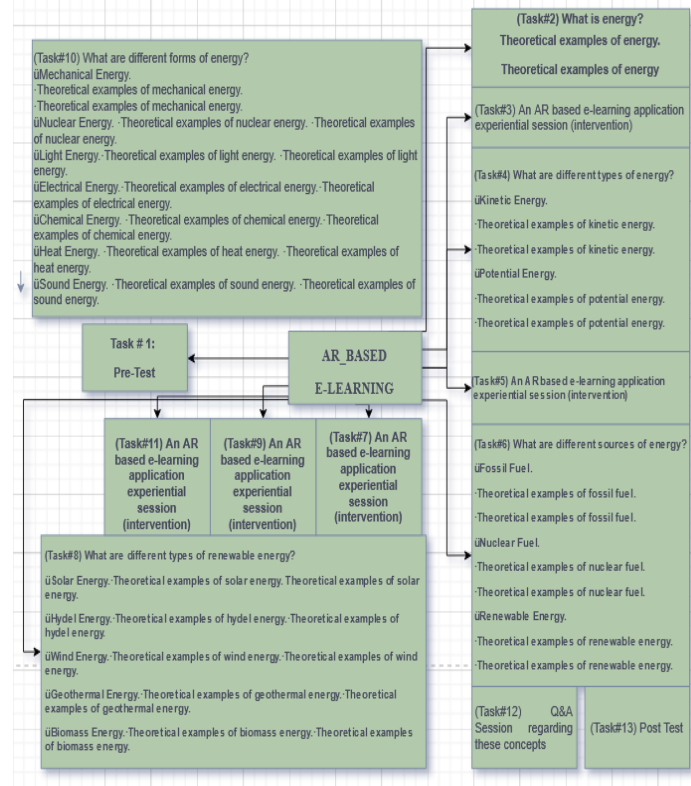 (Task#10) What are different forms of energy?
üMechanical Energy.
·Theoretical examples of mechanical energy.
·Theoretical examples of mechanical energy.
üNuclear Energy. ·Theoretical examples of nuclear energy. ·Theoretical examples
of nuclear energy.
üLight Energy.·Theoretical examples of light energy. ·Theoretical examples of light
energy.
üElectrical Energy.·Theoretical examples of electrical energy.·Theoretical
examples of electrical energy.
üChemical Energy. ·Theoretical examples of chemical energy.·Theoretical
examples of chemical energy.
üHeat Energy. ·Theoretical examples of heat energy. ·Theoretical examples of
heat energy.
üSound Energy. ·Theoretical examples of sound energy. ·Theoretical examples of
sound energy.
Task # 1:
Pre-Test
AR_BASED
E-LEARNING
(Task#11) An AR
based e-learning
application
experiential
session
(intervention)
(Task#9) An AR
based e-learning
application
experiential
session
(intervention)
(Task#7) An AR
based e-learning
application
experiential
session
(intervention)
(Task#8) What are different types of renewable energy?
üSolar Energy.·Theoretical examples of solar energy. Theoretical examples of solar
energy.
üHydel Energy.·Theoretical examples of hydel energy.·Theoretical examples of
hydel energy.
üWind Energy.·Theoretical examples of wind energy.·Theoretical examples of wind
energy.
üGeothermal Energy.·Theoretical examples of geothermal energy.·Theoretical
examples of geothermal energy.
üBiomass Energy.·Theoretical examples of biomass energy.·Theoretical examples
of biomass energy.
(Task#2) What is energy?
Theoretical examples of energy.
Theoretical examples of energy
(Task#3) An AR based e-learning application
experiential session (intervention)
(Task#4) What are different types of energy?
üKinetic Energy.
·Theoretical examples of kinetic energy.
·Theoretical examples of kinetic energy.
üPotential Energy.
·Theoretical examples of potential energy.
·Theoretical examples of potential energy.
(Task#5) An AR based e-learning application
experiential session (intervention)
(Task#6) What are different sources of energy?
üFossil Fuel.
·Theoretical examples of fossil fuel.
·Theoretical examples of fossil fuel.
üNuclear Fuel.
·Theoretical examples of nuclear fuel.
·Theoretical examples of nuclear fuel.
üRenewable Energy.
·Theoretical examples of renewable energy.
·Theoretical examples of renewable energy.
(Task#12) Q&A
Session regarding
these concepts
(Task#13) Post Test